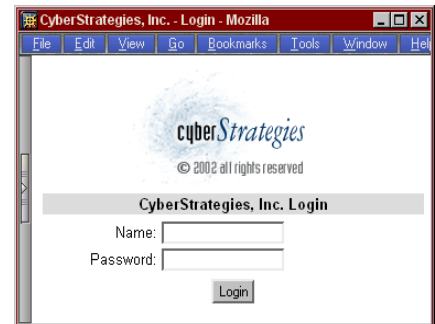 CyberStrategies, Inc. - Login - Mozilla
File Edit View Go Bookmarks Tools Window Help
cyberStrategies
© 2002 all rights reserved
CyberStrategies, Inc. Login
Name:
Password:
Login